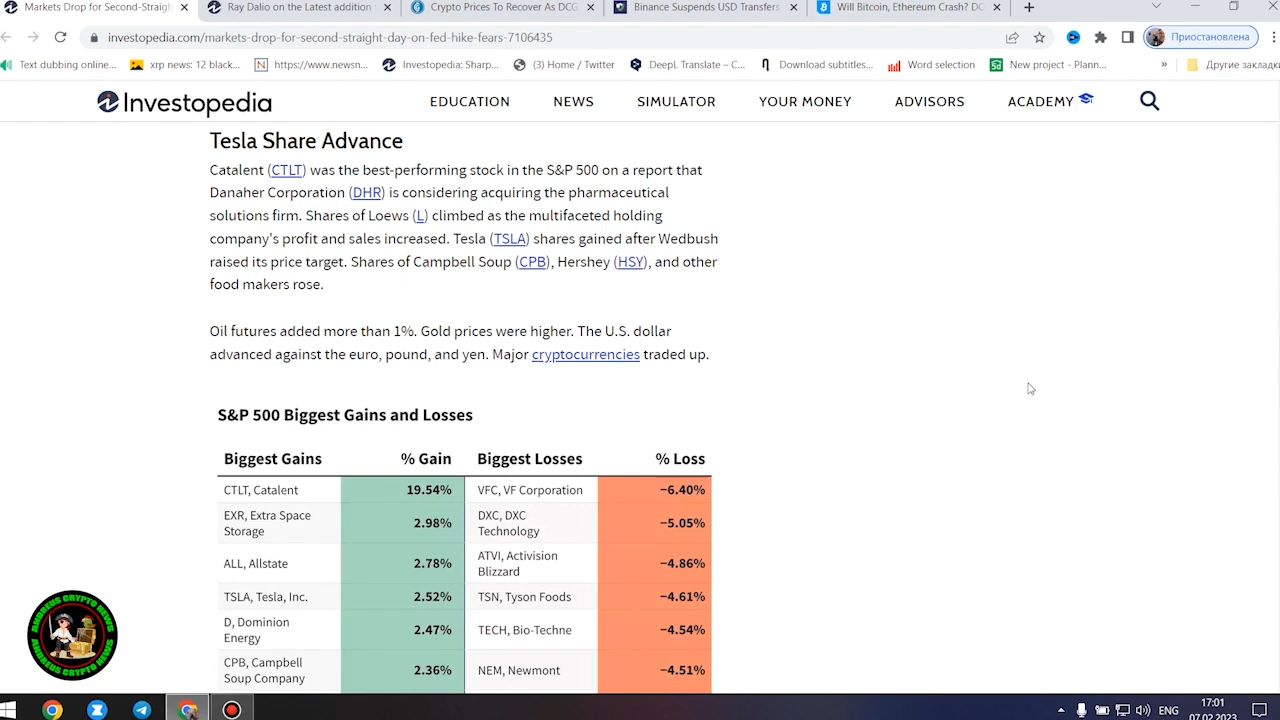 Markets Drop for Second-Straigh
Ray Dalio on the Latest addition
Crypto Prices To Recover As DCG
Binance Suspends USD Transfers
Will Bitcoin, Ethereum Crash? DC
investopedia.com/markets-drop-for-second-straight-day-on-fed-hike-fears-7106435
Приостановлена
Text dubbing online...
xrp news: 12 black...
https://www.newsn...
Investopedia: Sharp...
(3) Home / Twitter
DeepL Translate – C...
Download subtitles...
Word selection
New project - Plann...
»
Другие закладки
Investopedia
EDUCATION
NEWS
SIMULATOR
YOUR MONEY
ADVISORS
ACADEMY
Tesla Share Advance
Catalent (CTLT) was the best-performing stock in the S&P 500 on a report that
Danaher Corporation (DHR) is considering acquiring the pharmaceutical
solutions firm. Shares of Loews (L) climbed as the multifaceted holding
company's profit and sales increased. Tesla (TSLA) shares gained after Wedbush
raised its price target. Shares of Campbell Soup (CPB), Hershey (HSY), and other
food makers rose.
Oil futures added more than 1%. Gold prices were higher. The U.S. dollar
advanced against the euro, pound, and yen. Major cryptocurrencies traded up.
S&P 500 Biggest Gains and Losses
Biggest Gains % Gain Biggest Losses % Loss
CTLT, Catalent 19.54% VFC, VF Corporation −6.40%
EXR, Extra Space
Storage
2.98%
DXC, DXC
Technology
−5.05%
ALL, Allstate 2.78%
ATVI, Activision
Blizzard
−4.86%
TSLA, Tesla, Inc. 2.52% TSN, Tyson Foods −4.61%
D, Dominion
Energy
2.47% TECH, Bio-Techne −4.54%
CPB, Campbell
Soup Company
2.36% NEM, Newmont −4.51%
ANDREUS CRYPTO NEWS
ANDREUS CRYPTO NEWS
ENG
17:01
07.02.2023